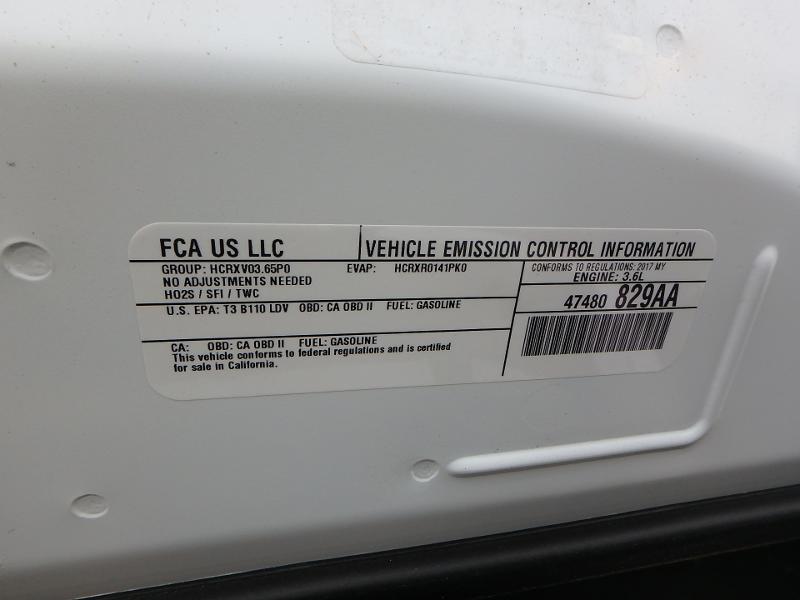 FCA US LLC
VEHICLE EMISSION CONTROL INFORMATION
GROUP: HCRXV03.65P0 EVAP: HCRXR0141PK0
NO ADJUSTMENTS NEEDED
HO2S / SFI / TWC
CONFORMS TO REGULATIONS: 2017 MY
ENGINE: 3.6L
U.S. EPA: T3 B110 LDV OBD: CA OBD II FUEL: GASOLINE
47480 829AA
CA: OBD: CA OBD II FUEL: GASOLINE
This vehicle conforms to federal regulations and is certified
for sale in California.